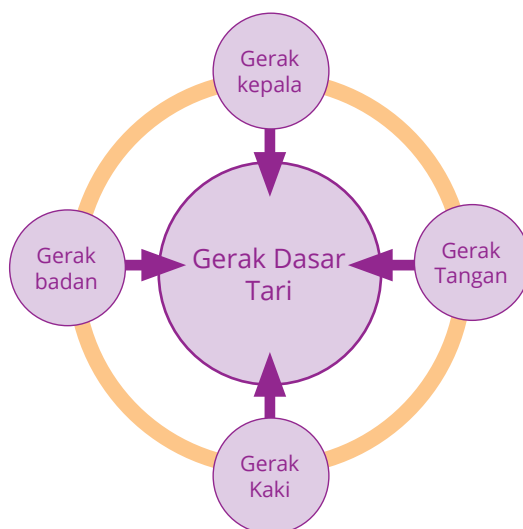 Gerak
kepala
Gerak
badan
Gerak Dasar
Tari
Gerak
Tangan
Gerak
Kaki